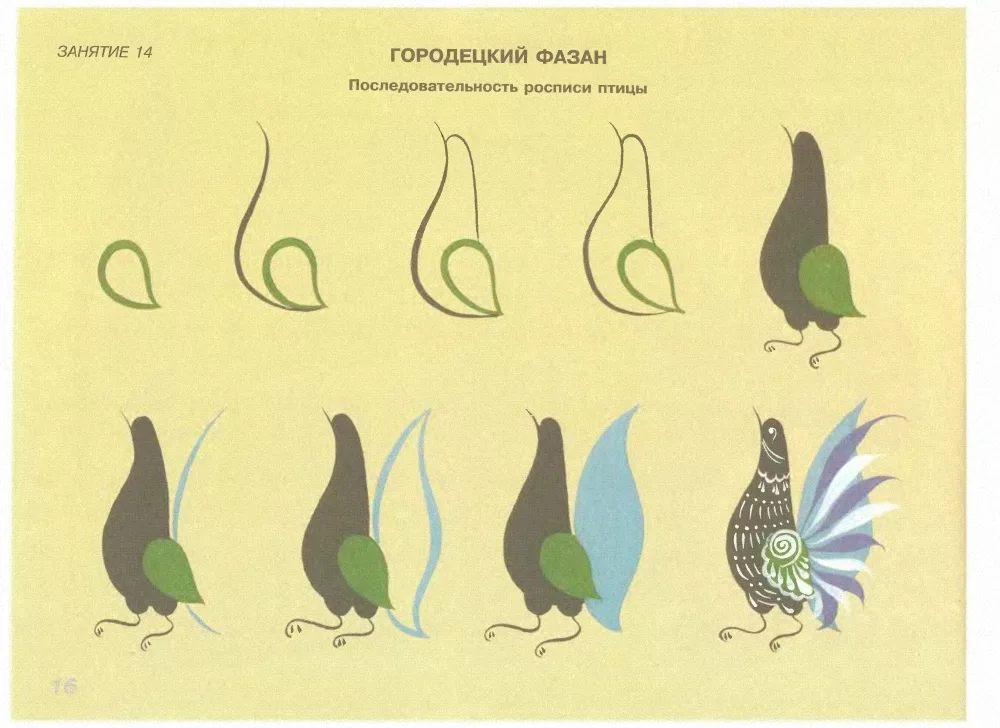 ЗАНЯТИЕ 14
ГОРОДЕЦКИЙ ФАЗАН
Последовательность росписи птицы
16